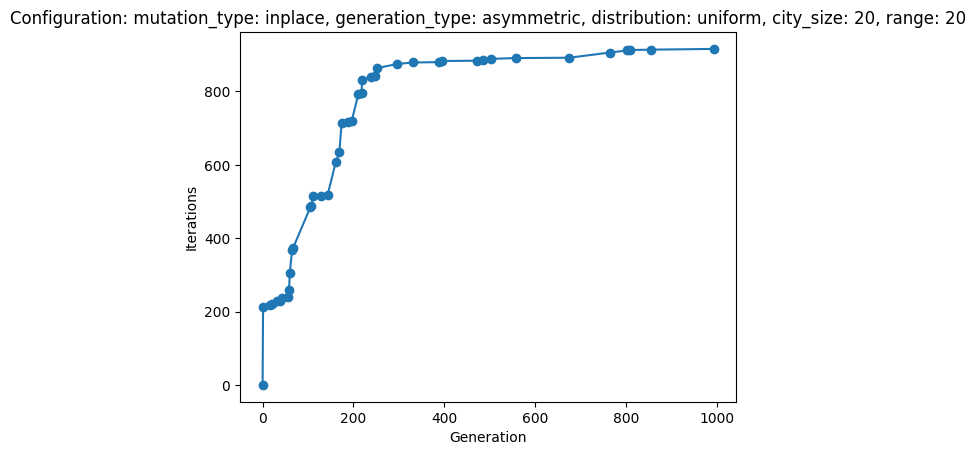 Configuration: mutation_type: inplace, generation_type: asymmetric, distribution: uniform, city_size: 20, range: 20
800
600
400
200
0
Iterations
0 200 400 600 800 1000
Generation